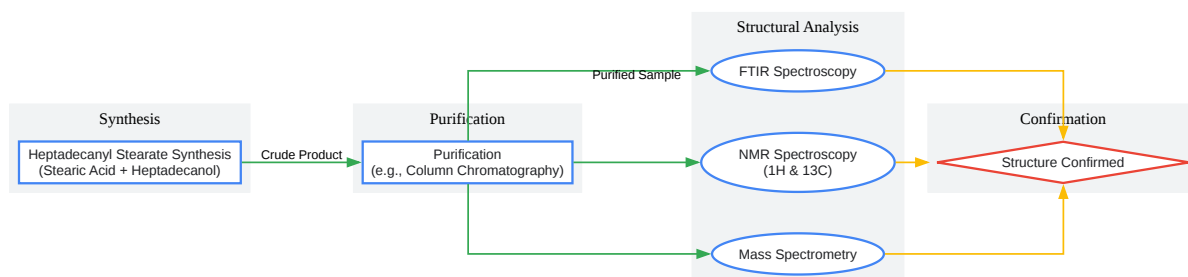 Synthesis
Heptadecanyl Stearate Synthesis
(Stearic Acid + Heptadecanol)
Crude Product
Purification
Purification
(e.g., Column Chromatography)
Purified Sample
Structural Analysis
FTIR Spectroscopy
NMR Spectroscopy
(1H & 13C)
Mass Spectrometry
Confirmation
Structure Confirmed